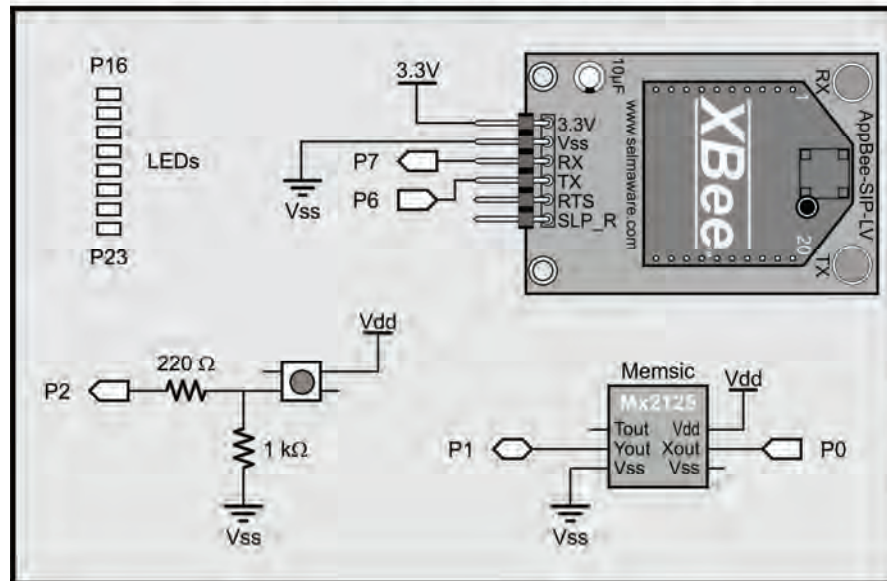 P16
LEDs
P23
3.3V
Vss
P7
P6
3.3V
Vss
RX
TX
RTS
SLP_R
10µF
www.selmaware.com
XBee
1
20
RX
TX
AppBee-SIP-LV
Vdd
220 Ω
P2
1 kΩ
Vss
Memsic
Mx2125
Vdd
Tout Vdd
Yout Xout
Vss Vss
P1
P0
Vss